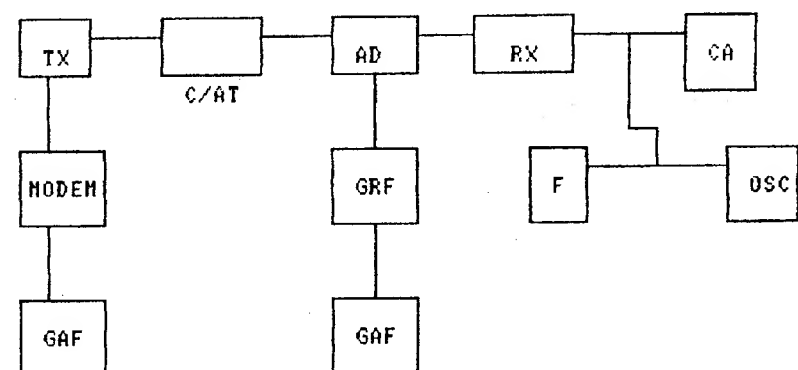 TX
C/AT
AD
RX
CA
MODEM
GRF
F
OSC
GAF
GAF